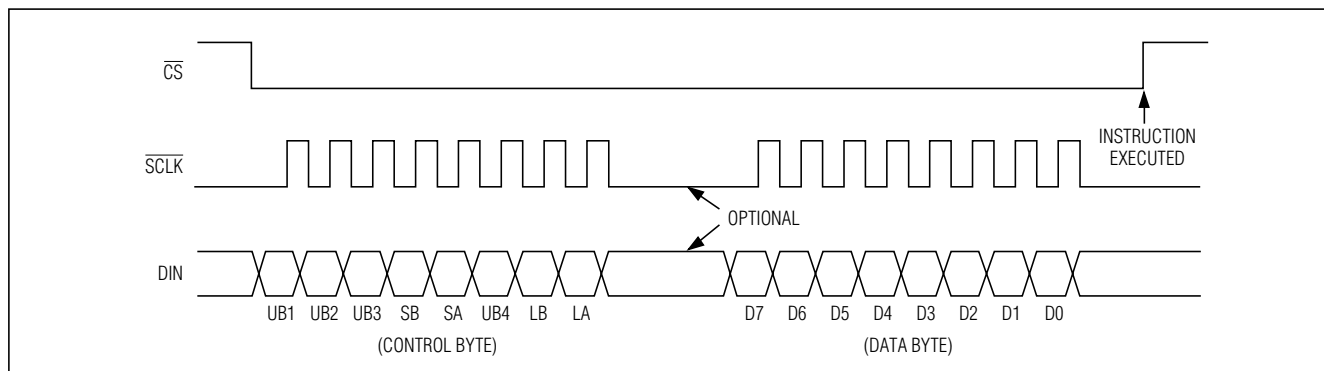 CS
INSTRUCTION
EXECUTED
SCLK
OPTIONAL
DIN
UB1 UB2 UB3 SB SA UB4 LB LA D7 D6 D5 D4 D3 D2 D1 D0
(CONTROL BYTE) (DATA BYTE)